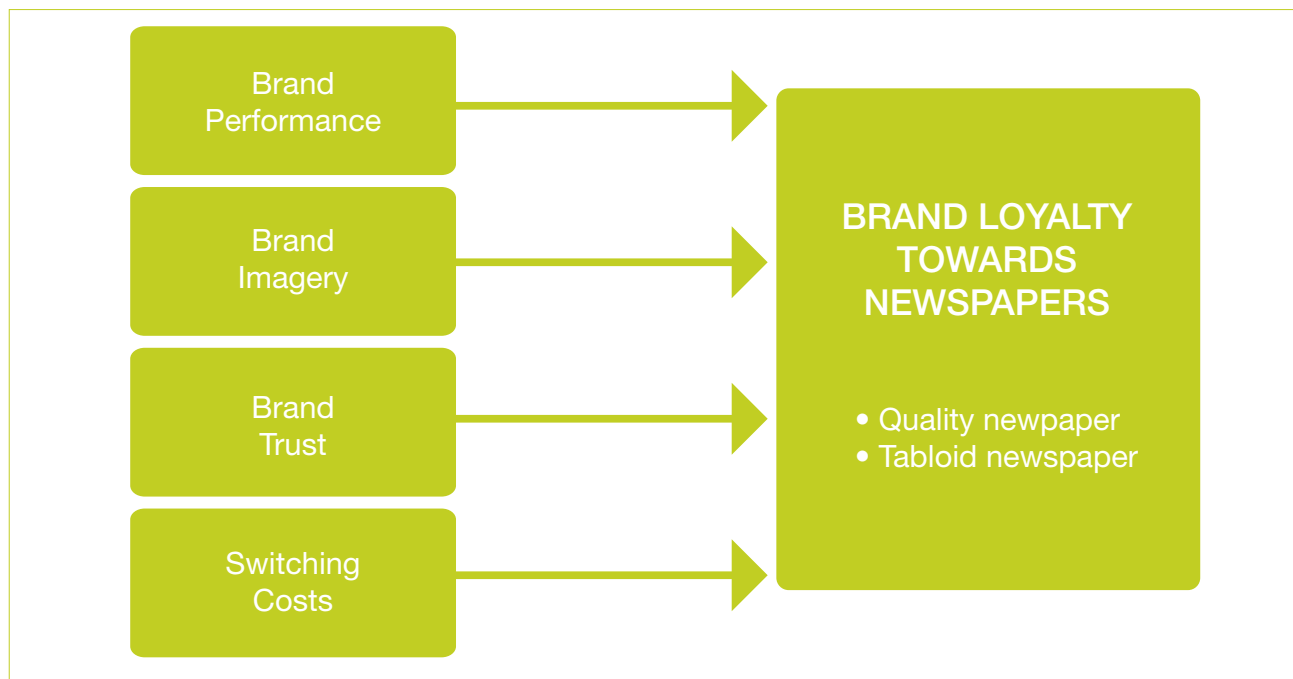 Brand
Performance
Brand
Imagery
Brand
Trust
Switching
Costs
BRAND LOYALTY
TOWARDS
NEWSPAPERS
• Quality newpaper
• Tabloid newspaper